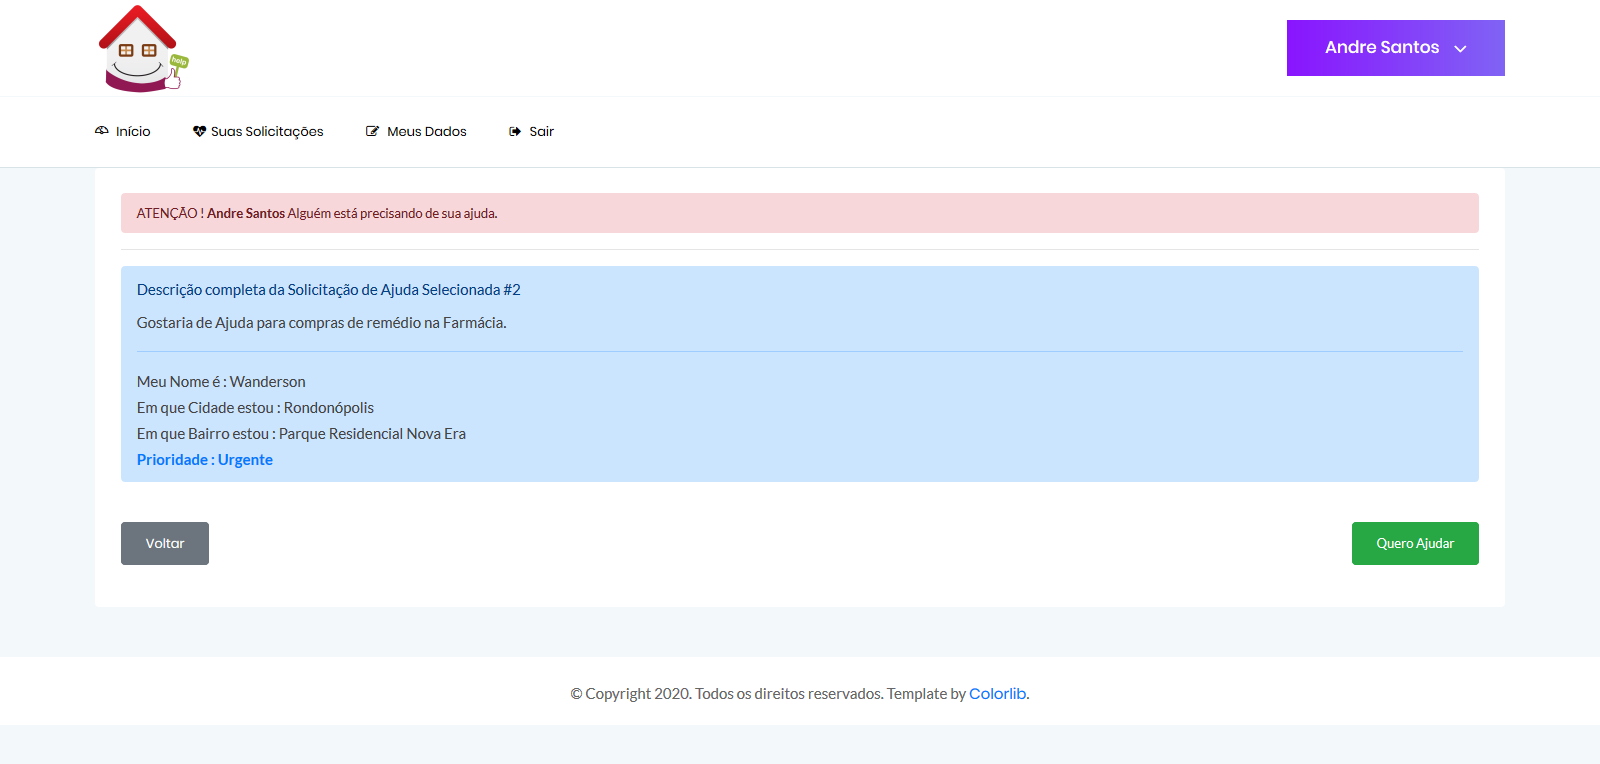 help
Andre Santos
Início
Suas Solicitações
Meus Dados
Sair
ATENÇÃO ! Andre Santos Alguém está precisando de sua ajuda.
Descrição completa da Solicitação de Ajuda Selecionada #2
Gostaria de Ajuda para compras de remédio na Farmácia.
Meu Nome é : Wanderson
Em que Cidade estou : Rondonópolis
Em que Bairro estou : Parque Residencial Nova Era
Prioridade : Urgente
Voltar
Quero Ajudar
© Copyright 2020. Todos os direitos reservados. Template by Colorlib.